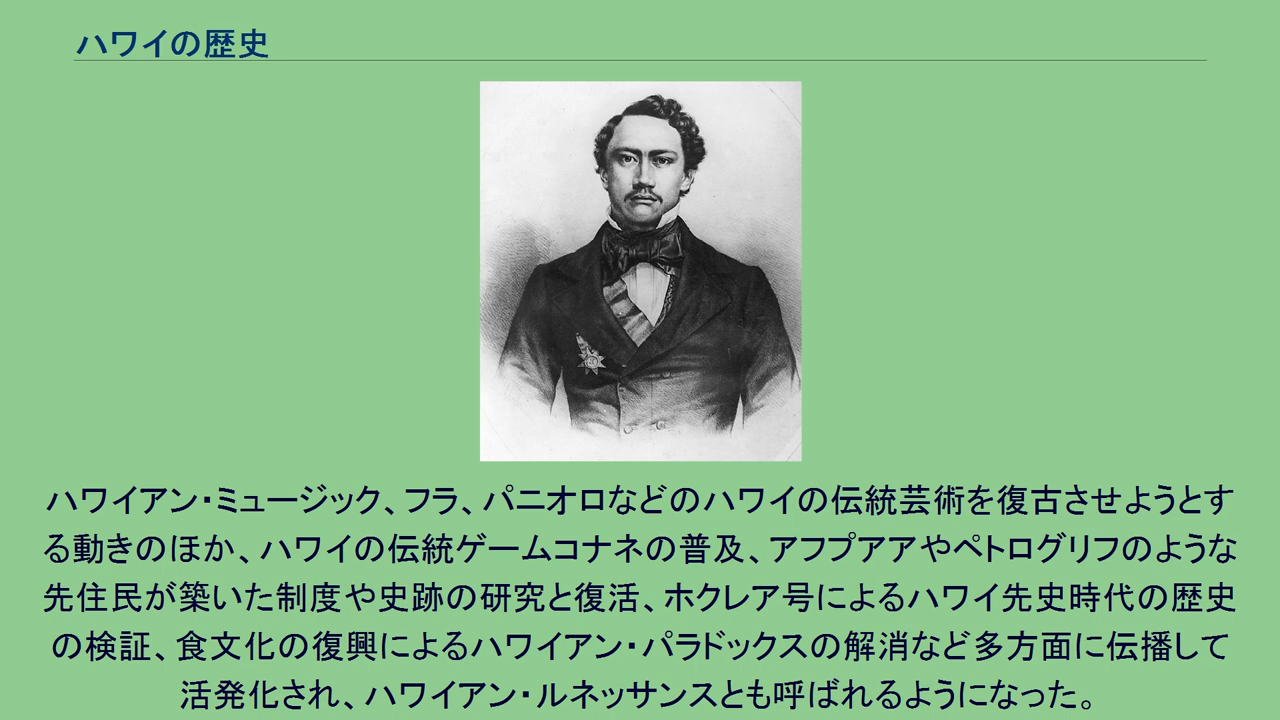 ハワイの歴史
ハワイアン・ミュージック、フラ、パニオロなどのハワイの伝統芸術を復古させようとす
る動きのほか、ハワイの伝統ゲームコナネの普及、アフプアアやペトログリフのような
先住民が築いた制度や史跡の研究と復活、ホクレア号によるハワイ先史時代の歴史
の検証、食文化の復興によるハワイアン・パラドックスの解消など多方面に伝播して
活発化され、ハワイアン・ルネッサンスとも呼ばれるようになった。